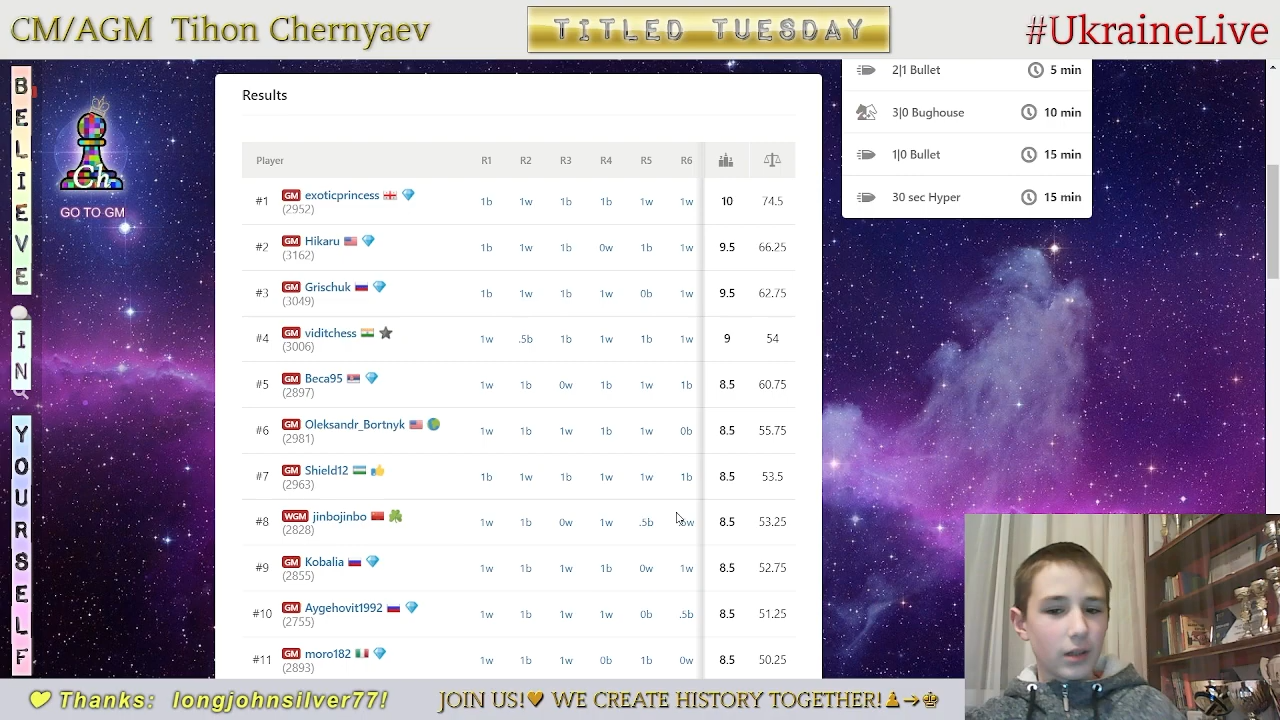 CM/AGM Tihon Chernyaev
TITLED TUESDAY
#UkraineLive
BELIVE IN YOURSELF
Ch
GO TO GM
Results
Player R1 R2 R3 R4 R5 R6
#1 GM exoticprincess (2952) 1b 1w 1b 1b 1w 1w 10 74.5
#2 GM Hikaru (3162) 1b 1w 1b 0w 1b 1w 9.5 66.25
#3 GM Grischuk (3049) 1b 1w 1b 1w 0b 1w 9.5 62.75
#4 GM viditchess (3006) 1w .5b 1b 1w 1b 1w 9 54
#5 GM Beca95 (2897) 1w 1b 0w 1b 1w 1b 8.5 60.75
#6 GM Oleksandr_Bortnyk (2981) 1w 1b 1w 1b 1w 0b 8.5 55.75
#7 GM Shield12 (2963) 1b 1w 1b 1w 1w 1b 8.5 53.5
#8 WGM jinbojinbo (2828) 1w 1b 0w 1w .5b 8.5 53.25
#9 GM Kobalia (2855) 1w 1b 1w 1b 0w 1w 8.5 52.75
#10 GM Aygehovit1992 (2755) 1w 1b 1w 1w 0b .5b 8.5 51.25
#11 GM moro182 (2893) 1w 1b 1w 0b 1b 0w 8.5 50.25
2|1 Bullet 5 min
3|0 Bughouse 10 min
1|0 Bullet 15 min
30 sec Hyper 15 min
Thanks: longjohnsilver77!
JOIN US! WE CREATE HISTORY TOGETHER!